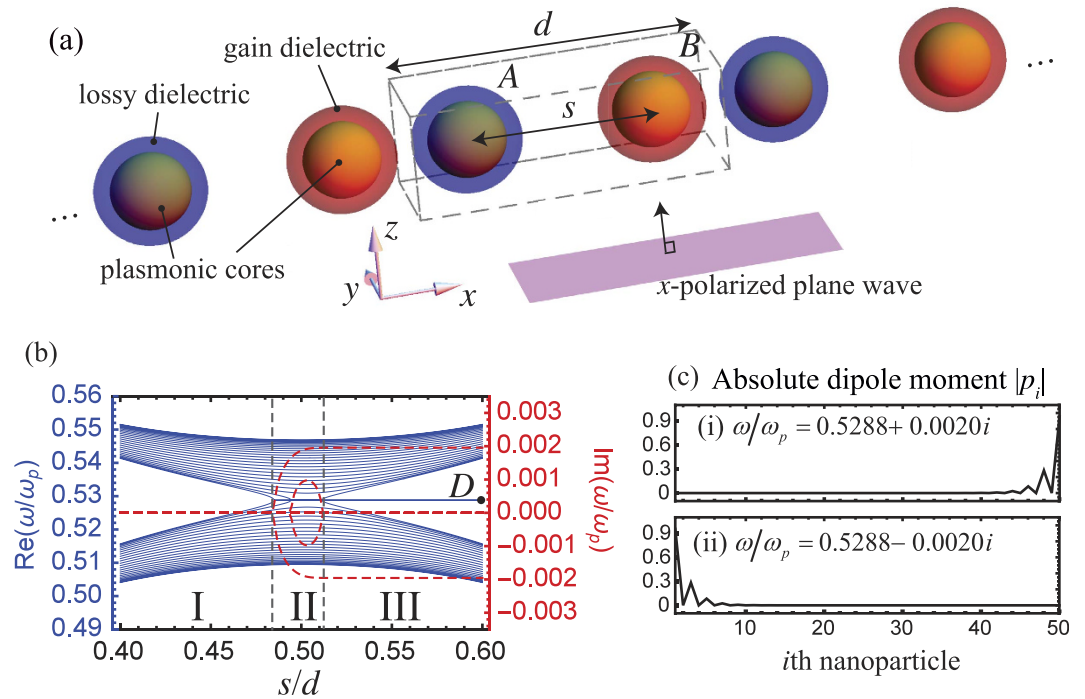 (a)
gain dielectric
lossy dielectric
d
A
B
s
...
...
plasmonic cores
z
y
x
x-polarized plane wave
(b)
Re(ω/ωp)
0.56
0.55
0.54
0.53
0.52
0.51
0.50
0.49
D
I
II
III
0.003
0.002
0.001
0.000
−0.001
−0.002
−0.003
Im(ω/ωp)
0.40
0.45
0.50
0.55
0.60
s/d
(c)
Absolute dipole moment |pi|
0.9
0.6
0.3
0
(i) ω/ωp = 0.5288+ 0.0020i
0.9
0.6
0.3
0
(ii) ω/ωp = 0.5288− 0.0020i
10
20
30
40
50
ith nanoparticle